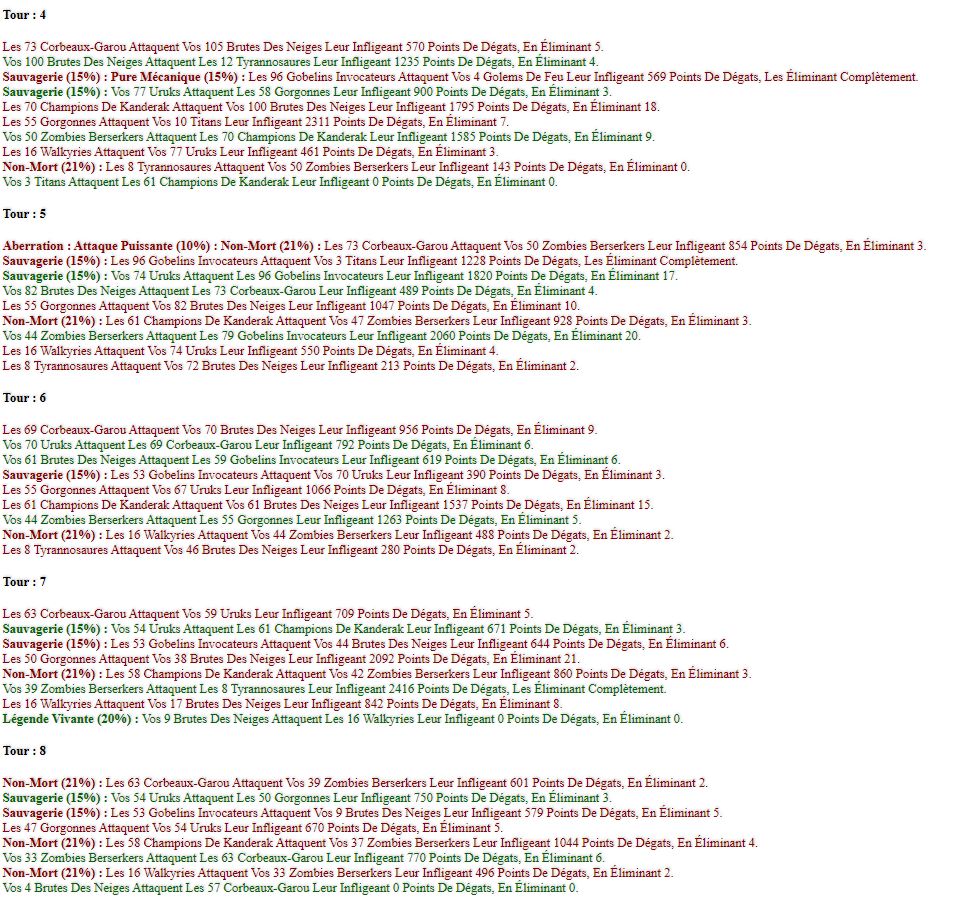 Tour : 4
Les 73 Corbeaux-Garou Attaquent Vos 105 Brutes Des Neiges Leur Infligeant 570 Points De Dégats, En Éliminant 5.
Vos 100 Brutes Des Neiges Attaquent Les 12 Tyrannosaures Leur Infligeant 1235 Points De Dégats, En Éliminant 4.
Sauvagerie (15%) : Pure Mécanique (15%) : Les 96 Gobelins Invocateurs Attaquent Vos 4 Golems De Feu Leur Infligeant 569 Points De Dégats, Les Éliminant Complètement.
Sauvagerie (15%) : Vos 77 Uruks Attaquent Les 58 Gorgonnes Leur Infligeant 900 Points De Dégats, En Éliminant 3.
Les 70 Champions De Kanderak Attaquent Vos 100 Brutes Des Neiges Leur Infligeant 1795 Points De Dégats, En Éliminant 18.
Les 55 Gorgonnes Attaquent Vos 10 Titans Leur Infligeant 2311 Points De Dégats, En Éliminant 7.
Vos 50 Zombies Berserkers Attaquent Les 70 Champions De Kanderak Leur Infligeant 1585 Points De Dégats, En Éliminant 9.
Les 16 Walkyries Attaquent Vos 77 Uruks Leur Infligeant 461 Points De Dégats, En Éliminant 3.
Non-Mort (21%) : Les 8 Tyrannosaures Attaquent Vos 50 Zombies Berserkers Leur Infligeant 143 Points De Dégats, En Éliminant 0.
Vos 3 Titans Attaquent Les 61 Champions De Kanderak Leur Infligeant 0 Points De Dégats, En Éliminant 0.
Tour : 5
Aberration : Attaque Puissante (10%) : Non-Mort (21%) : Les 73 Corbeaux-Garou Attaquent Vos 50 Zombies Berserkers Leur Infligeant 854 Points De Dégats, En Éliminant 3.
Sauvagerie (15%) : Les 96 Gobelins Invocateurs Attaquent Vos 3 Titans Leur Infligeant 1228 Points De Dégats, Les Éliminant Complètement.
Sauvagerie (15%) : Vos 74 Uruks Attaquent Les 96 Gobelins Invocateurs Leur Infligeant 1820 Points De Dégats, En Éliminant 17.
Vos 82 Brutes Des Neiges Attaquent Les 73 Corbeaux-Garou Leur Infligeant 489 Points De Dégats, En Éliminant 4.
Les 55 Gorgonnes Attaquent Vos 82 Brutes Des Neiges Leur Infligeant 1047 Points De Dégats, En Éliminant 10.
Non-Mort (21%) : Les 61 Champions De Kanderak Attaquent Vos 47 Zombies Berserkers Leur Infligeant 928 Points De Dégats, En Éliminant 3.
Vos 44 Zombies Berserkers Attaquent Les 79 Gobelins Invocateurs Leur Infligeant 2060 Points De Dégats, En Éliminant 20.
Les 16 Walkyries Attaquent Vos 74 Uruks Leur Infligeant 550 Points De Dégats, En Éliminant 4.
Les 8 Tyrannosaures Attaquent Vos 72 Brutes Des Neiges Leur Infligeant 213 Points De Dégats, En Éliminant 2.
Tour : 6
Les 69 Corbeaux-Garou Attaquent Vos 70 Brutes Des Neiges Leur Infligeant 956 Points De Dégats, En Éliminant 9.
Vos 70 Uruks Attaquent Les 69 Corbeaux-Garou Leur Infligeant 792 Points De Dégats, En Éliminant 6.
Vos 61 Brutes Des Neiges Attaquent Les 59 Gobelins Invocateurs Leur Infligeant 619 Points De Dégats, En Éliminant 6.
Sauvagerie (15%) : Les 53 Gobelins Invocateurs Attaquent Vos 70 Uruks Leur Infligeant 390 Points De Dégats, En Éliminant 3.
Les 55 Gorgonnes Attaquent Vos 67 Uruks Leur Infligeant 1066 Points De Dégats, En Éliminant 8.
Les 61 Champions De Kanderak Attaquent Vos 61 Brutes Des Neiges Leur Infligeant 1537 Points De Dégats, En Éliminant 15.
Vos 44 Zombies Berserkers Attaquent Les 55 Gorgonnes Leur Infligeant 1263 Points De Dégats, En Éliminant 5.
Non-Mort (21%) : Les 16 Walkyries Attaquent Vos 44 Zombies Berserkers Leur Infligeant 488 Points De Dégats, En Éliminant 2.
Les 8 Tyrannosaures Attaquent Vos 46 Brutes Des Neiges Leur Infligeant 280 Points De Dégats, En Éliminant 2.
Tour : 7
Les 63 Corbeaux-Garou Attaquent Vos 59 Uruks Leur Infligeant 709 Points De Dégats, En Éliminant 5.
Sauvagerie (15%) : Vos 54 Uruks Attaquent Les 61 Champions De Kanderak Leur Infligeant 671 Points De Dégats, En Éliminant 3.
Sauvagerie (15%) : Les 53 Gobelins Invocateurs Attaquent Vos 44 Brutes Des Neiges Leur Infligeant 644 Points De Dégats, En Éliminant 6.
Les 50 Gorgonnes Attaquent Vos 38 Brutes Des Neiges Leur Infligeant 2092 Points De Dégats, En Éliminant 21.
Non-Mort (21%) : Les 58 Champions De Kanderak Attaquent Vos 42 Zombies Berserkers Leur Infligeant 860 Points De Dégats, En Éliminant 3.
Vos 39 Zombies Berserkers Attaquent Les 8 Tyrannosaures Leur Infligeant 2416 Points De Dégats, Les Éliminant Complètement.
Les 16 Walkyries Attaquent Vos 17 Brutes Des Neiges Leur Infligeant 842 Points De Dégats, En Éliminant 8.
Légende Vivante (20%) : Vos 9 Brutes Des Neiges Attaquent Les 16 Walkyries Leur Infligeant 0 Points De Dégats, En Éliminant 0.
Tour : 8
Non-Mort (21%) : Les 63 Corbeaux-Garou Attaquent Vos 39 Zombies Berserkers Leur Infligeant 601 Points De Dégats, En Éliminant 2.
Sauvagerie (15%) : Vos 54 Uruks Attaquent Les 50 Gorgonnes Leur Infligeant 750 Points De Dégats, En Éliminant 3.
Sauvagerie (15%) : Les 53 Gobelins Invocateurs Attaquent Vos 9 Brutes Des Neiges Leur Infligeant 579 Points De Dégats, En Éliminant 5.
Les 47 Gorgonnes Attaquent Vos 54 Uruks Leur Infligeant 670 Points De Dégats, En Éliminant 5.
Non-Mort (21%) : Les 58 Champions De Kanderak Attaquent Vos 37 Zombies Berserkers Leur Infligeant 1044 Points De Dégats, En Éliminant 4.
Vos 33 Zombies Berserkers Attaquent Les 63 Corbeaux-Garou Leur Infligeant 770 Points De Dégats, En Éliminant 6.
Non-Mort (21%) : Les 16 Walkyries Attaquent Vos 33 Zombies Berserkers Leur Infligeant 496 Points De Dégats, En Éliminant 2.
Vos 4 Brutes Des Neiges Attaquent Les 57 Corbeaux-Garou Leur Infligeant 0 Points De Dégats, En Éliminant 0.